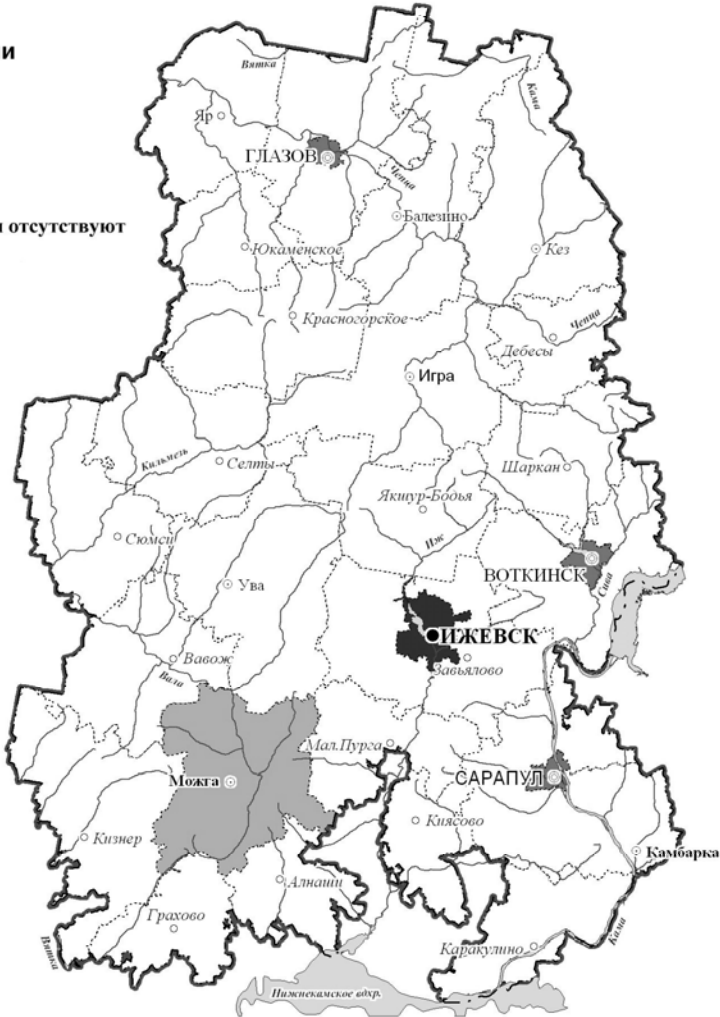 и
Вятка
Кама
Яр
ГЛАЗОВ
Чепца
Балезино
и отсутствуют
Юкаменское
Кез
Красногорское
Чепца
Дебесы
Игра
Кильмезь
Селты
Шаркан
Якшур-Бодья
Сюмси
Иж
ВОТКИНСК
Сива
Ува
ИЖЕВСК
Вавож
Завьялово
Вала
Мал.Пурга
Можга
САРАПУЛ
Киясово
Кизнер
Камбарка
Алнаши
Грахово
Вятка
Каракулино
Кама
Нижнекамское вдхр.